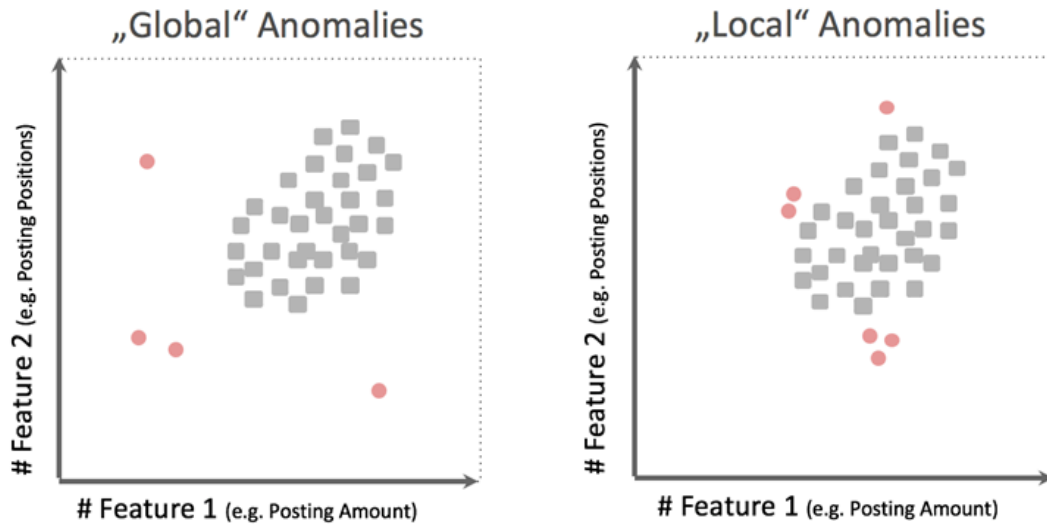 „Global“ Anomalies
# Feature 2 (e.g. Posting Positions)
# Feature 1 (e.g. Posting Amount)
„Local“ Anomalies
# Feature 2 (e.g. Posting Positions)
# Feature 1 (e.g. Posting Amount)